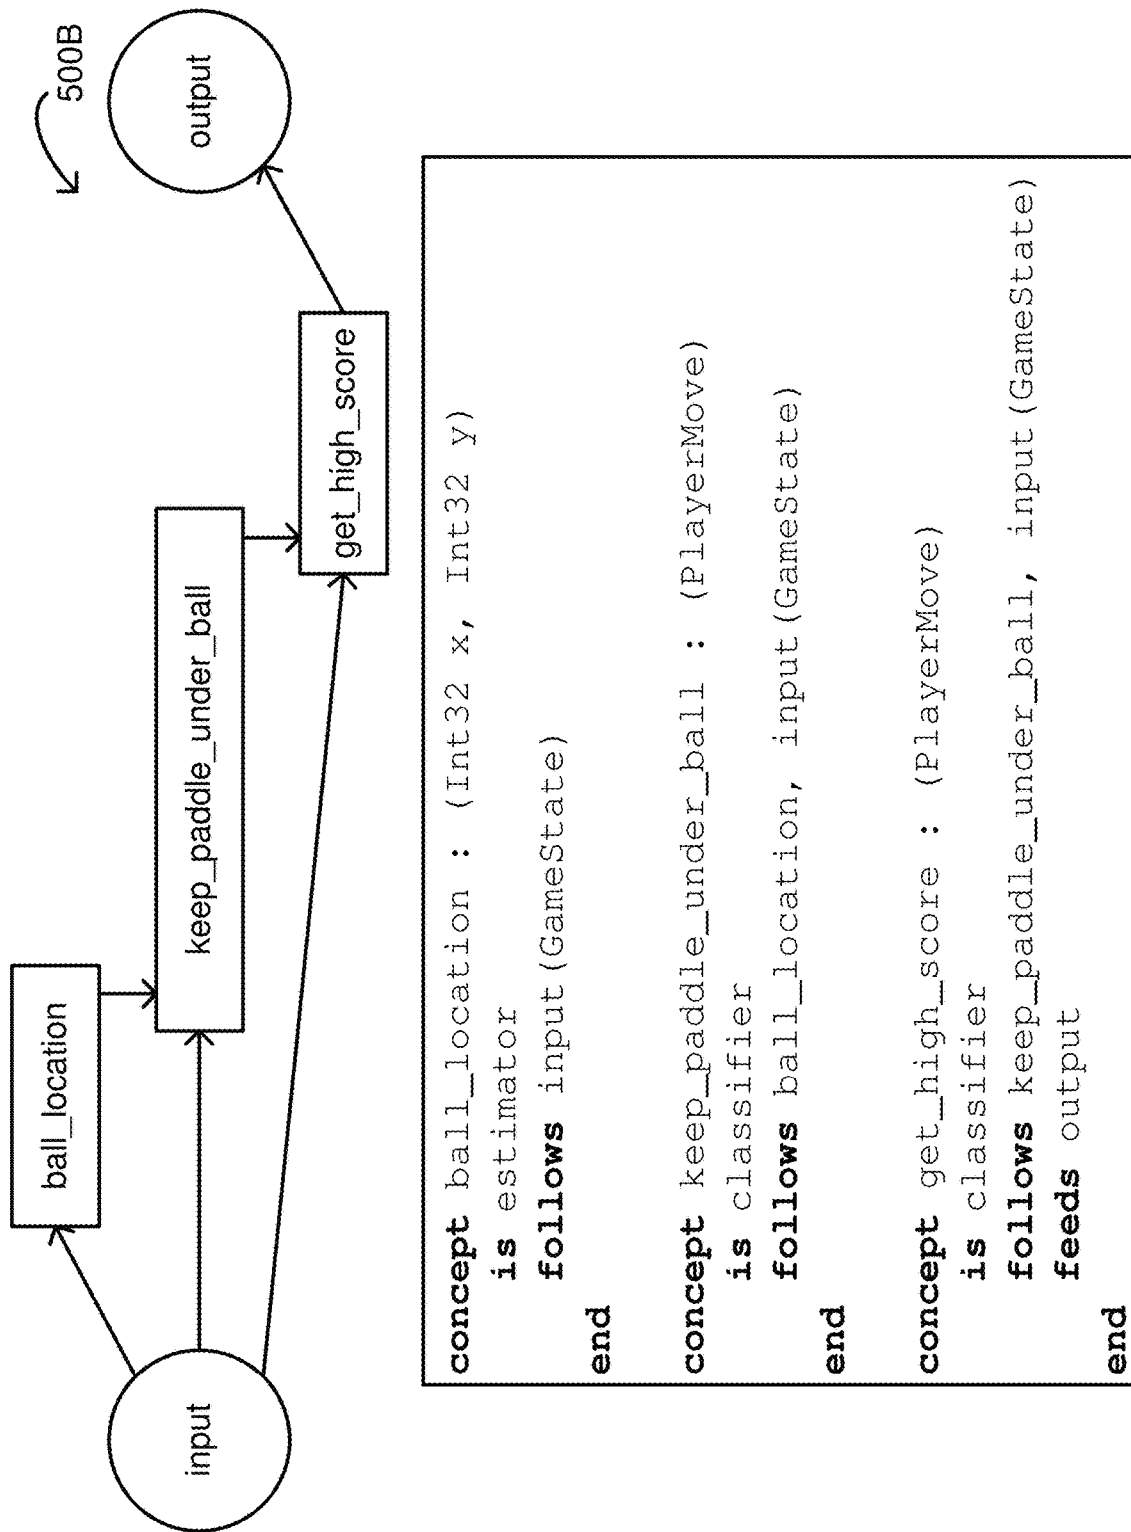 500B
input
ball_location
keep_paddle_under_ball
get_high_score
output
concept ball_location : (Int32 x, Int32 y)
is estimator
follows input(GameState)
end
concept keep_paddle_under_ball : (PlayerMove)
is classifier
follows ball_location, input(GameState)
end
concept get_high_score : (PlayerMove)
is classifier
follows keep_paddle_under_ball, input(GameState)
feeds output
end